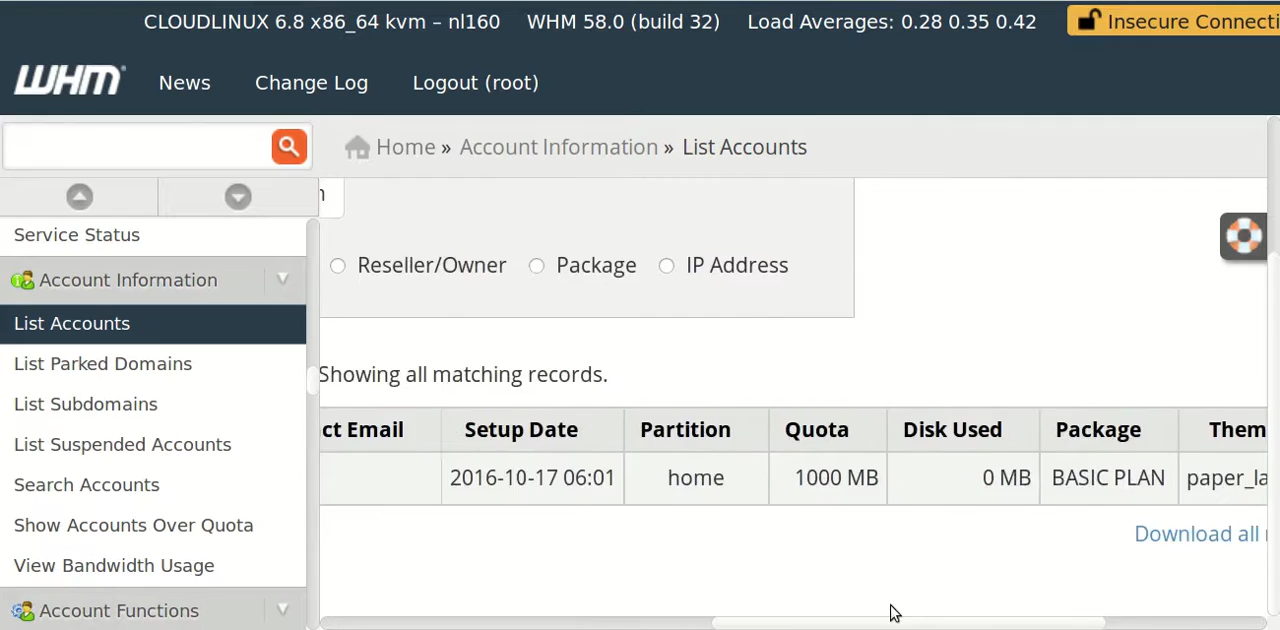 CLOUDLINUX 6.8 x86_64 kvm – nl160 WHM 58.0 (build 32) Load Averages: 0.28 0.35 0.42 Insecure Connecti
WHM News Change Log Logout (root)
Home » Account Information » List Accounts
Service Status
Account Information
List Accounts
List Parked Domains
List Subdomains
List Suspended Accounts
Search Accounts
Show Accounts Over Quota
View Bandwidth Usage
Account Functions
Reseller/Owner Package IP Address
Showing all matching records.
ct Email Setup Date Partition Quota Disk Used Package Them
2016-10-17 06:01 home 1000 MB 0 MB BASIC PLAN paper_la
Download all